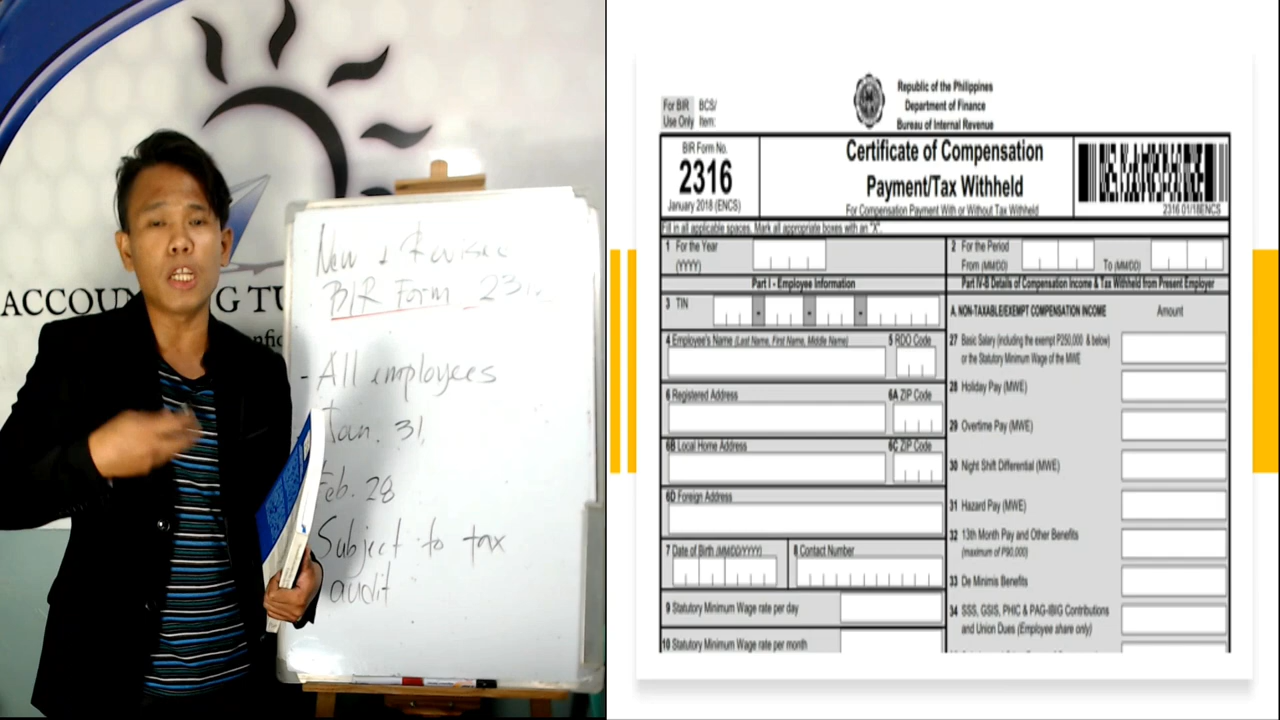 ACCOUN
G TU
nfic
New & Revised
BIR Form 231
- All employees
Jan. 31
Feb. 28
Subject to tax
audit
For BIR BCS/
Use Only Item:
Republic of the Philippines
Department of Finance
Bureau of Internal Revenue
BIR Form No.
2316
January 2018 (ENCS)
Certificate of Compensation
Payment/Tax Withheld
For Compensation Payment With or Without Tax Withheld
2316 01/18ENCS
Fill in all applicable spaces. Mark all appropriate boxes with an "X".
1 For the Year
(YYYY)
2 For the Period
From (MM/DD) To (MM/DD)
Part I - Employee Information
3 TIN
4 Employee's Name (Last Name, First Name, Middle Name) 5 RDO Code
6 Registered Address 6A ZIP Code
6B Local Home Address 6C ZIP Code
6D Foreign Address
7 Date of Birth (MM/DD/YYYY) 8 Contact Number
9 Statutory Minimum Wage rate per day
10 Statutory Minimum Wage rate per month
Part IV-B Details of Compensation Income & Tax Withheld from Present Employer
A. NON-TAXABLE/EXEMPT COMPENSATION INCOME Amount
27 Basic Salary (including the exempt P250,000 & below)
or the Statutory Minimum Wage of the MWE
28 Holiday Pay (MWE)
29 Overtime Pay (MWE)
30 Night Shift Differential (MWE)
31 Hazard Pay (MWE)
32 13th Month Pay and Other Benefits
(maximum of P90,000)
33 De Minimis Benefits
34 SSS, GSIS, PHIC & PAG-IBIG Contributions
and Union Dues (Employee share only)